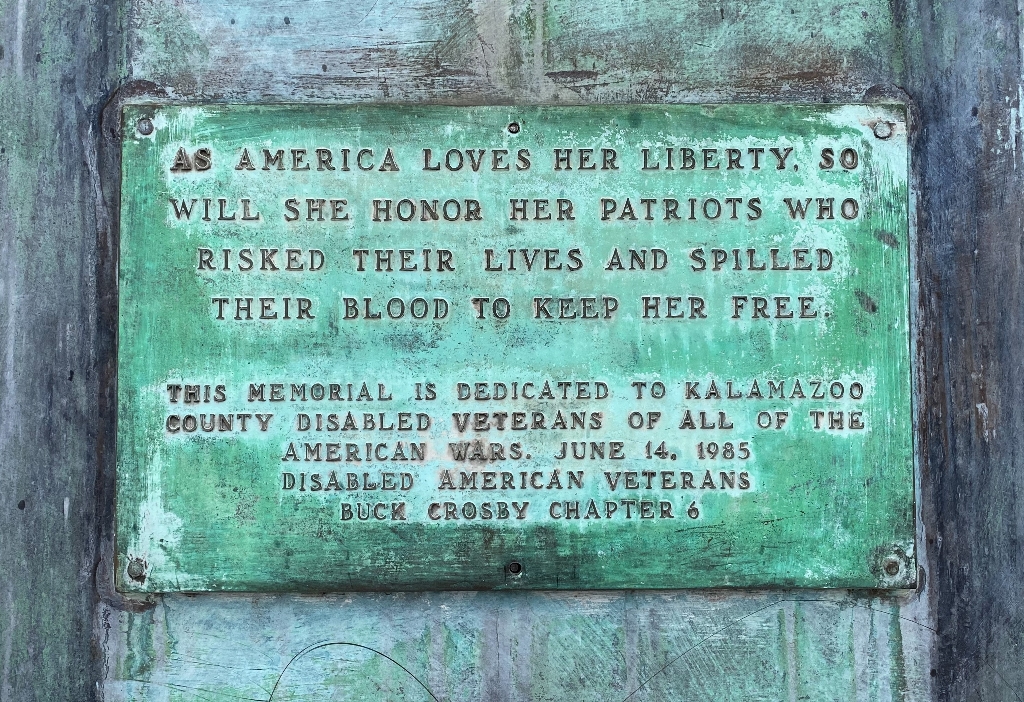 AS AMERICA LOVES HER LIBERTY, SO
WILL SHE HONOR HER PATRIOTS WHO
RISKED THEIR LIVES AND SPILLED
THEIR BLOOD TO KEEP HER FREE.
THIS MEMORIAL IS DEDICATED TO KALAMAZOO
COUNTY DISABLED VETERANS OF ALL OF THE
AMERICAN WARS. JUNE 14, 1985
DISABLED AMERICAN VETERANS
BUCK CROSBY CHAPTER 6